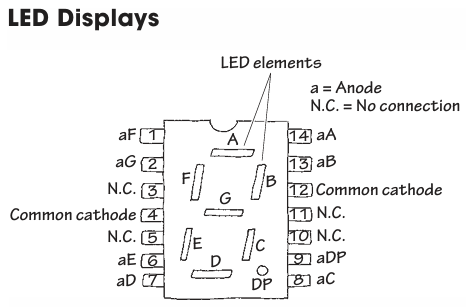 LED Displays
LED elements
a = Anode
N.C. = No connection
aF 1
aG 2
N.C. 3
Common cathode 4
N.C. 5
aE 6
aD 7
A
F
B
G
E
C
D
DP
14 aA
13 aB
12 Common cathode
11 N.C.
10 N.C.
9 aDP
8 aC